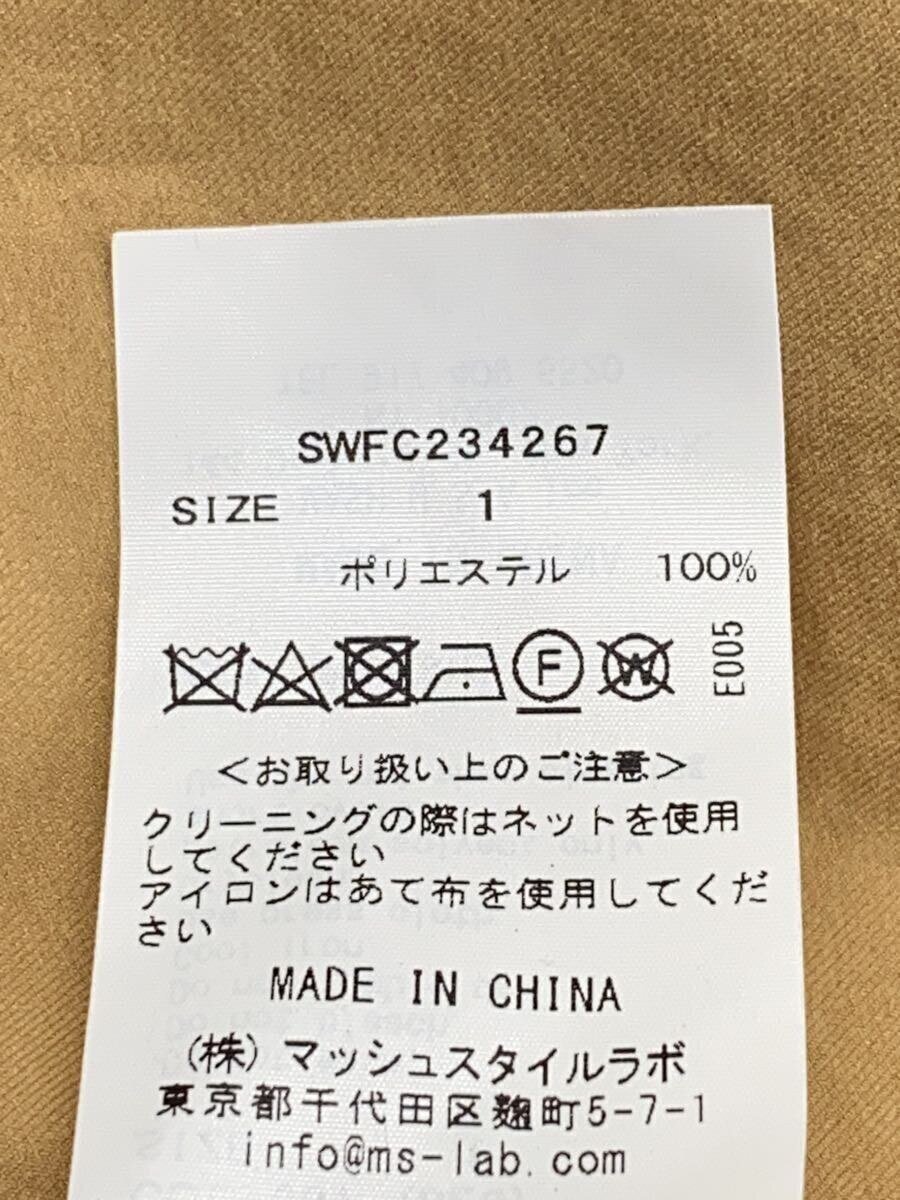 SWFC234267
SIZE 1
ポリエステル 100%
F W E005
<お取り扱い上のご注意>
クリーニングの際はネットを使用
してください
アイロンはあて布を使用してくだ
さい
MADE IN CHINA
(株) マッシュスタイルラボ
東京都千代田区麹町5-7-1
info@ms-lab.com